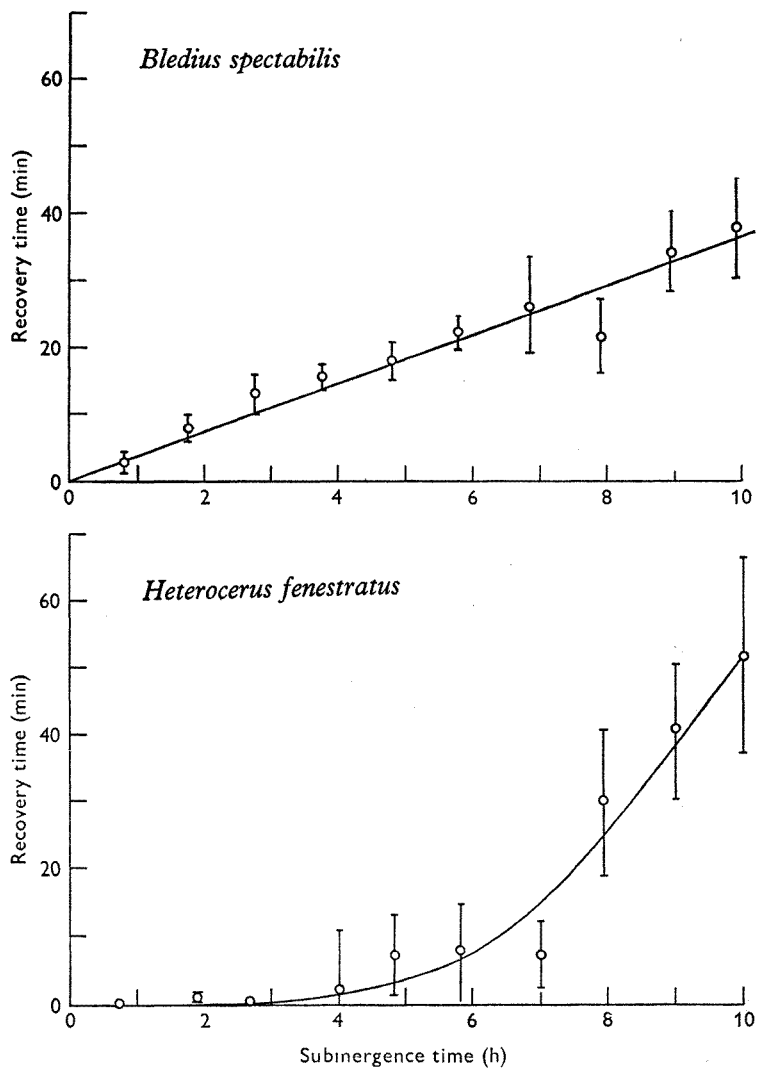 Bledius spectabilis
60
40
20
0
Recovery time (min)
0 2 4 6 8 10
Heterocerus fenestratus
60
40
20
0
Recovery time (min)
0 2 4 6 8 10
Submergence time (h)